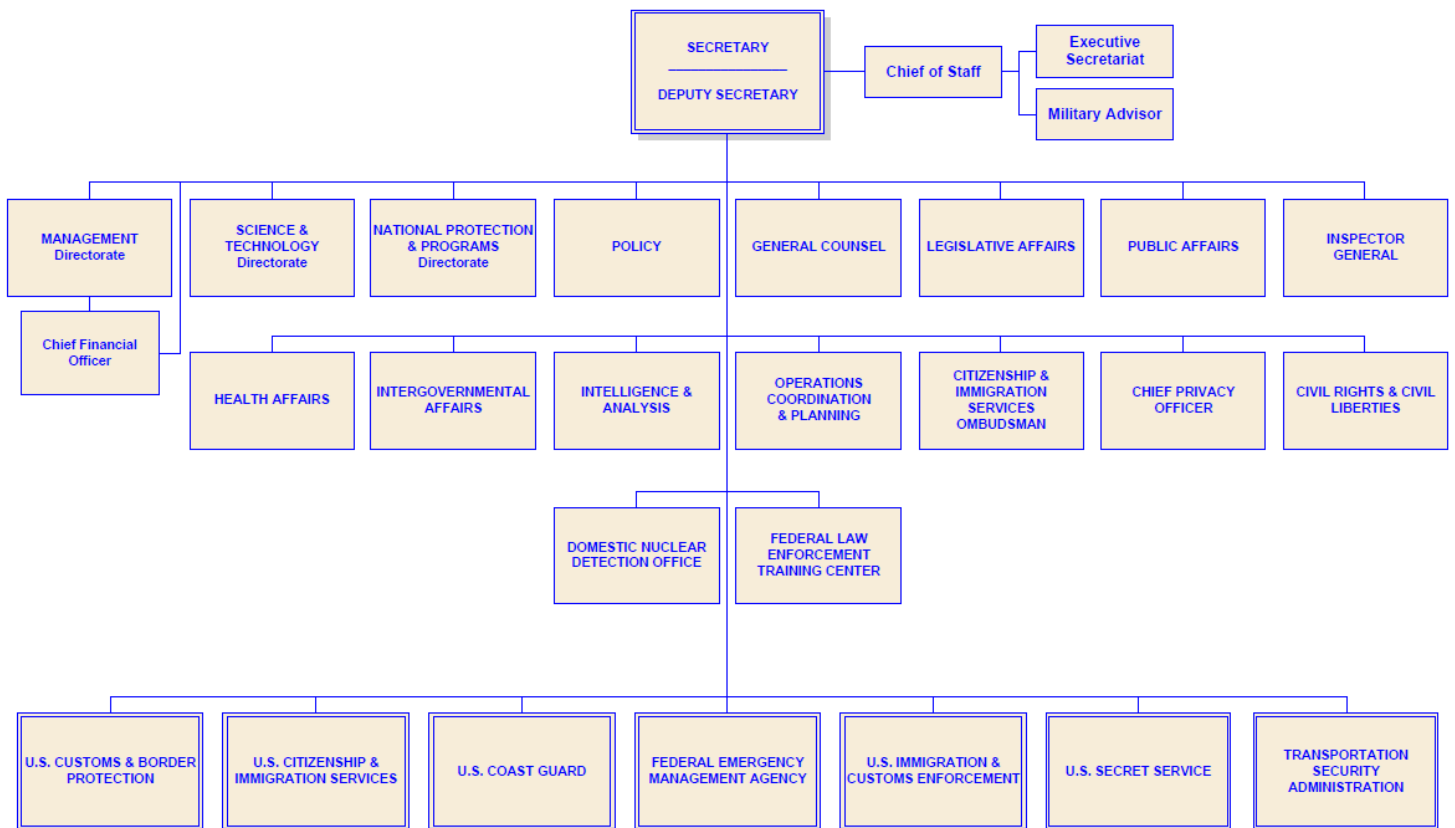 SECRETARY
DEPUTY SECRETARY
Chief of Staff
Executive
Secretariat
Military Advisor
MANAGEMENT
Directorate
SCIENCE &
TECHNOLOGY
Directorate
NATIONAL PROTECTION
& PROGRAMS
Directorate
POLICY
GENERAL COUNSEL
LEGISLATIVE AFFAIRS
PUBLIC AFFAIRS
INSPECTOR
GENERAL
Chief Financial
Officer
HEALTH AFFAIRS
INTERGOVERNMENTAL
AFFAIRS
INTELLIGENCE &
ANALYSIS
OPERATIONS
COORDINATION
& PLANNING
CITIZENSHIP &
IMMIGRATION
SERVICES
OMBUDSMAN
CHIEF PRIVACY
OFFICER
CIVIL RIGHTS & CIVIL
LIBERTIES
DOMESTIC NUCLEAR
DETECTION OFFICE
FEDERAL LAW
ENFORCEMENT
TRAINING CENTER
U.S. CUSTOMS & BORDER
PROTECTION
U.S. CITIZENSHIP &
IMMIGRATION SERVICES
U.S. COAST GUARD
FEDERAL EMERGENCY
MANAGEMENT AGENCY
U.S. IMMIGRATION &
CUSTOMS ENFORCEMENT
U.S. SECRET SERVICE
TRANSPORTATION
SECURITY
ADMINISTRATION